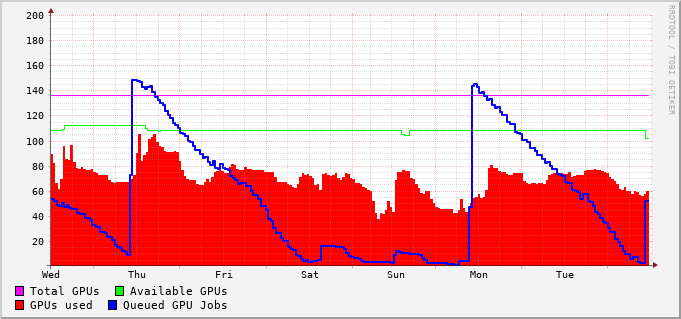 200
180
160
140
120
100
80
60
40
20
Wed Thu Fri Sat Sun Mon Tue
Total GPUs Available GPUs
GPUs used Queued GPU Jobs
RRDTOOL / TOBI OETIKER